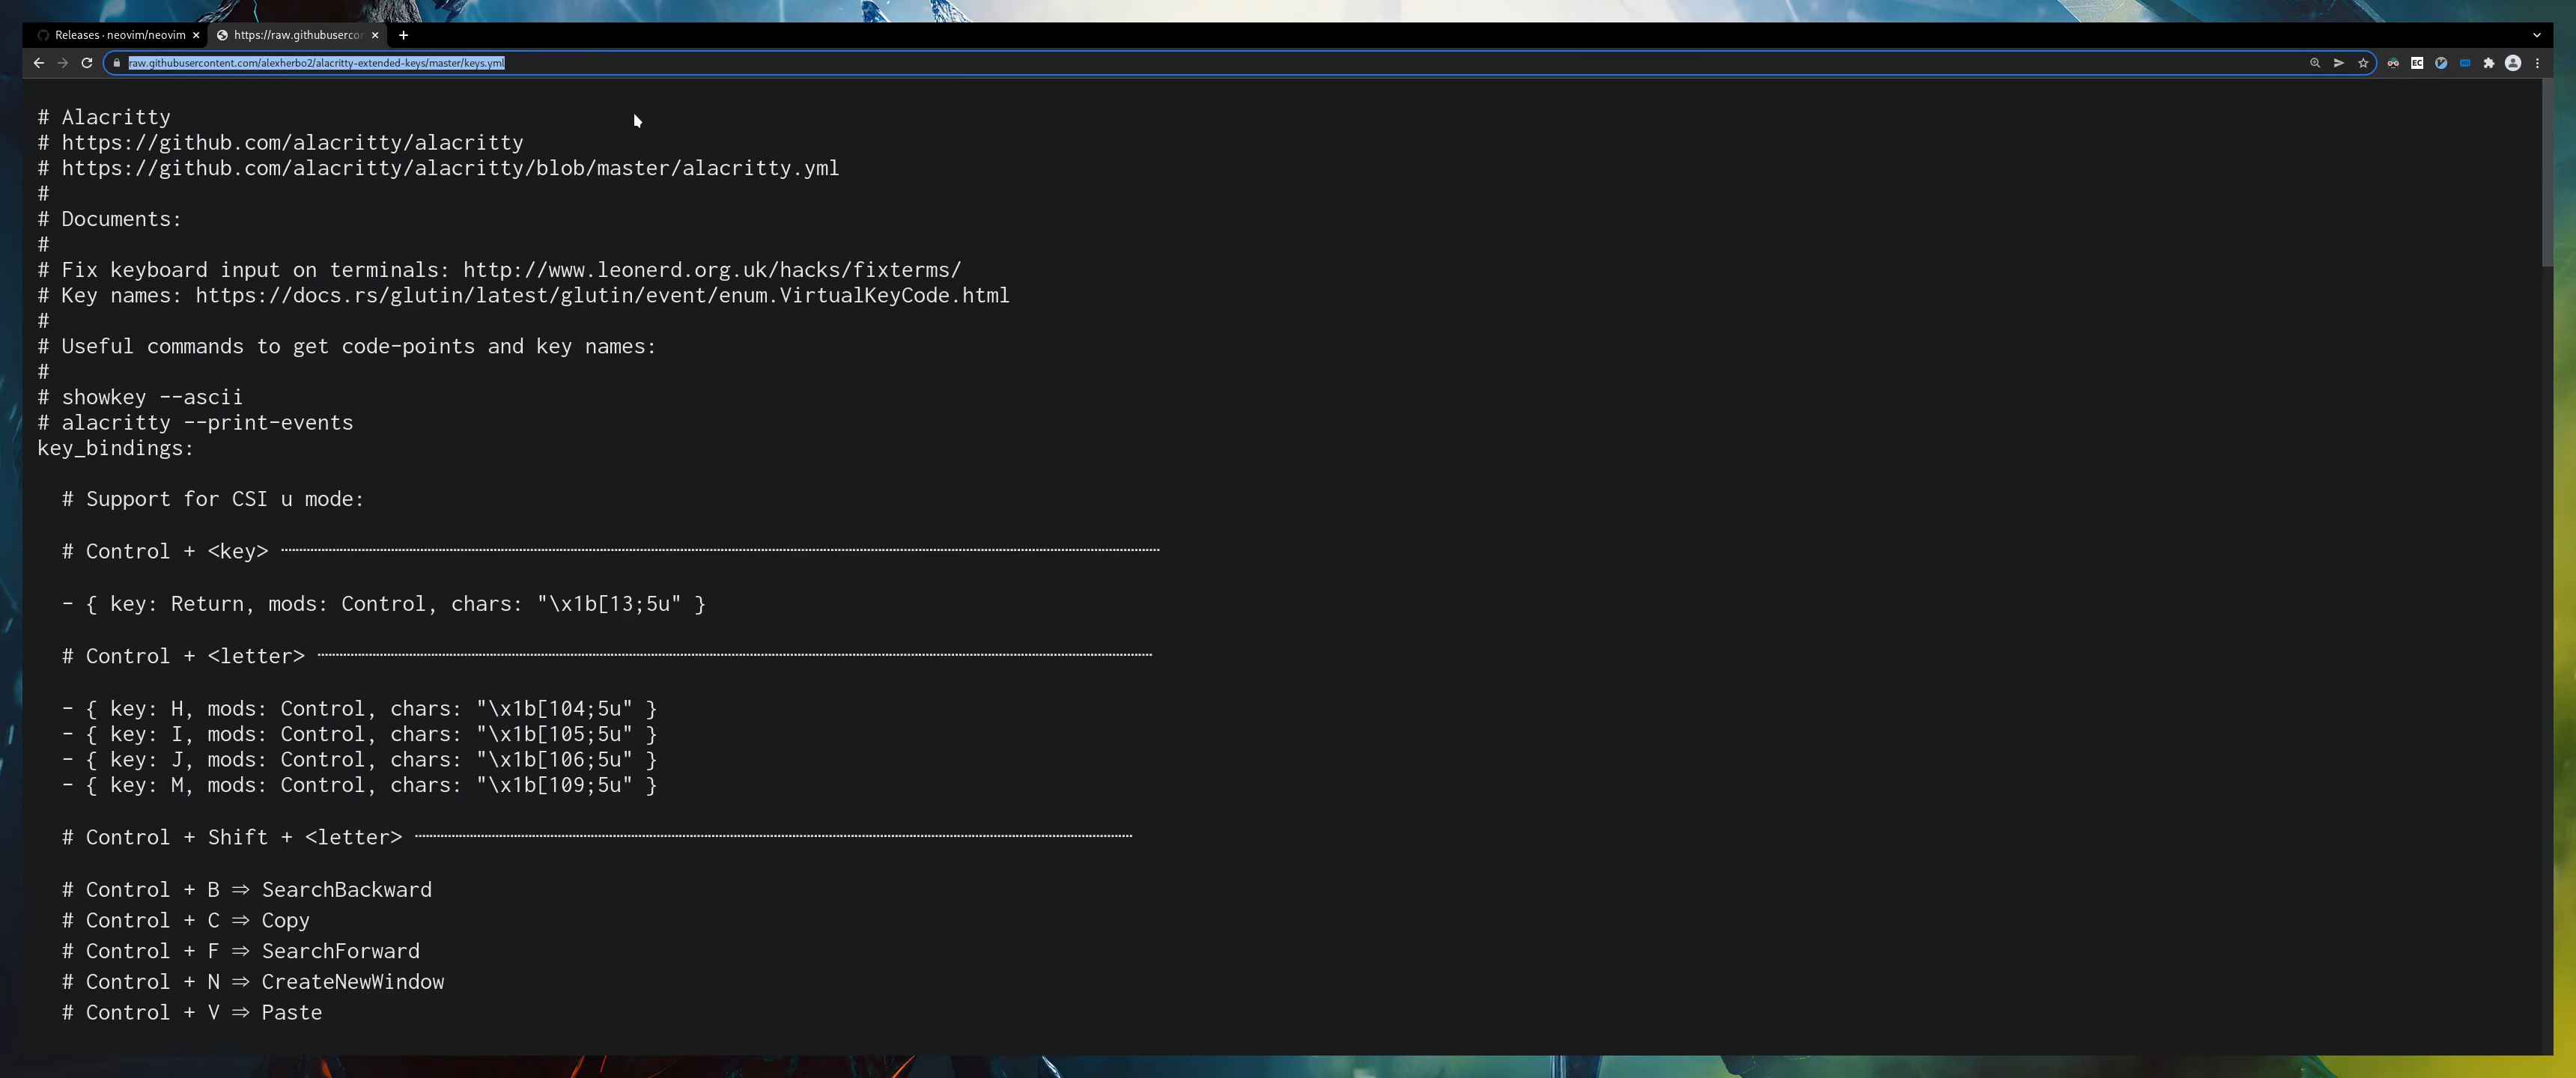 Releases · neovim/neovim
https://raw.githubusercon
raw.githubusercontent.com/alexherbo2/alacritty-extended-keys/master/keys.yml
EC
# Alacritty
# https://github.com/alacritty/alacritty
# https://github.com/alacritty/alacritty/blob/master/alacritty.yml
#
# Documents:
#
# Fix keyboard input on terminals: http://www.leonerd.org.uk/hacks/fixterms/
# Key names: https://docs.rs/glutin/latest/glutin/event/enum.VirtualKeyCode.html
#
# Useful commands to get code-points and key names:
#
# showkey --ascii
# alacritty --print-events
key_bindings:
# Support for CSI u mode:
# Control + <key>
- { key: Return, mods: Control, chars: "\x1b[13;5u" }
# Control + <letter>
- { key: H, mods: Control, chars: "\x1b[104;5u" }
- { key: I, mods: Control, chars: "\x1b[105;5u" }
- { key: J, mods: Control, chars: "\x1b[106;5u" }
- { key: M, mods: Control, chars: "\x1b[109;5u" }
# Control + Shift + <letter>
# Control + B ⇒ SearchBackward
# Control + C ⇒ Copy
# Control + F ⇒ SearchForward
# Control + N ⇒ CreateNewWindow
# Control + V ⇒ Paste